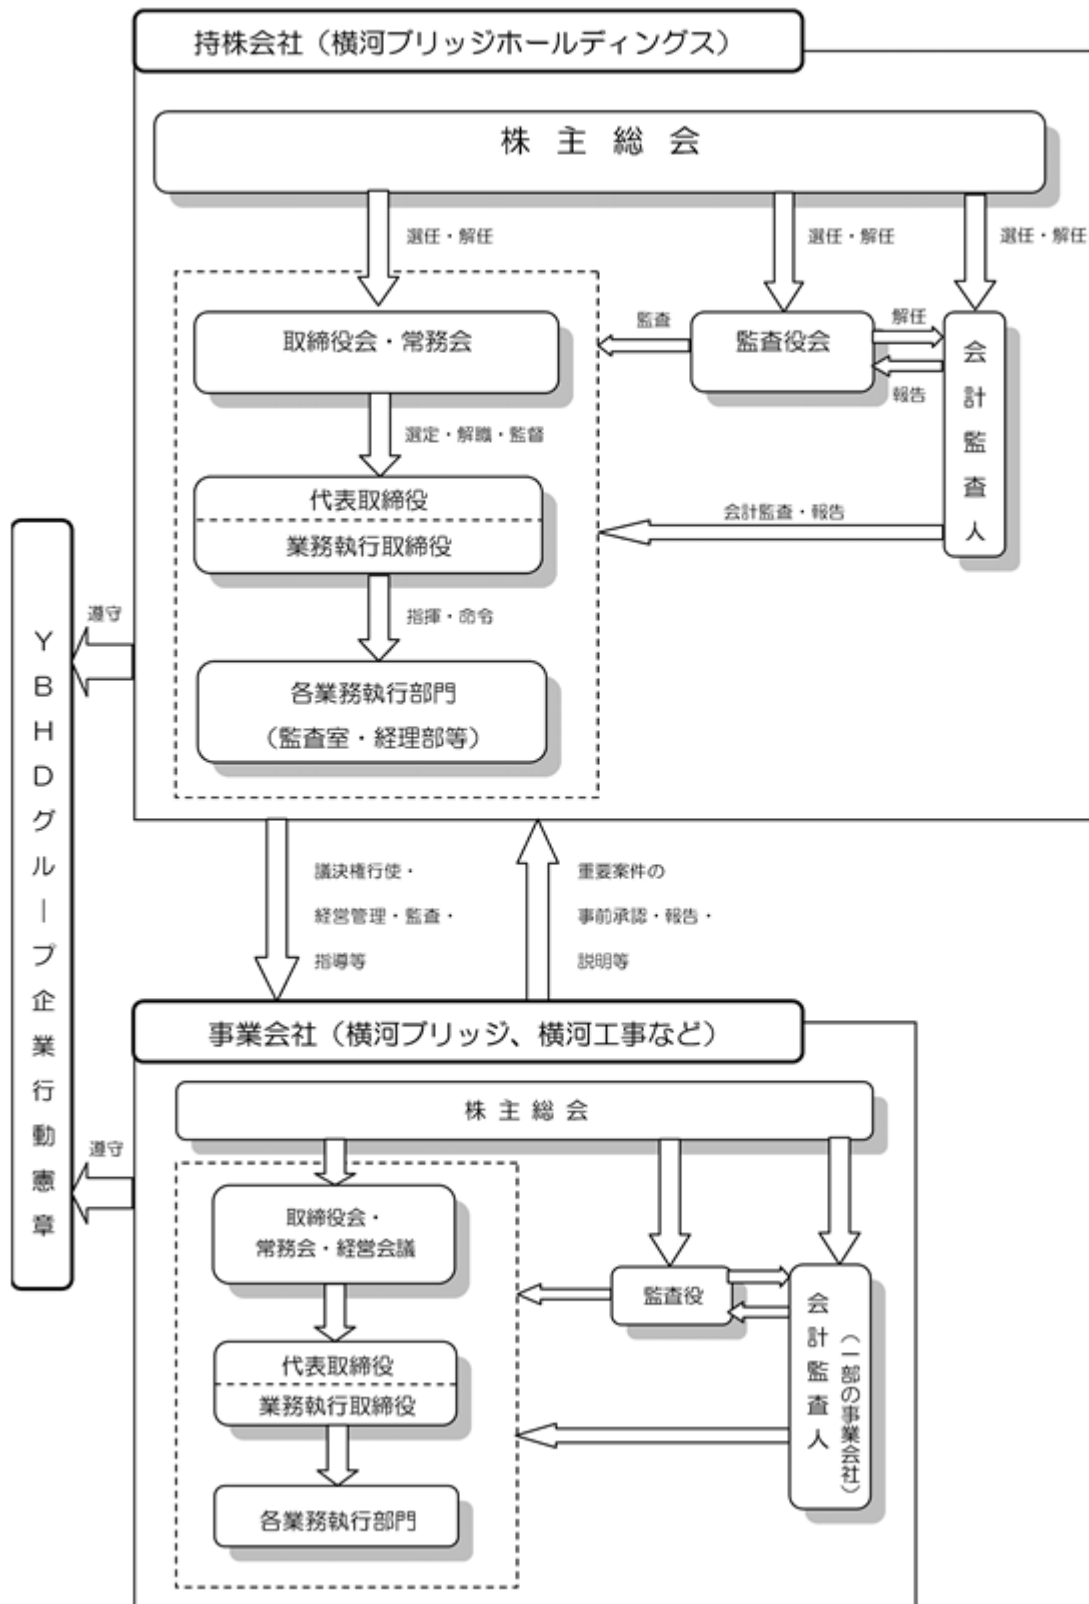 持株会社（横河ブリッジホールディングス）
株主総会
選任・解任
選任・解任
選任・解任
取締役会・常務会
監査
監査役会
解任
報告
会計監査人
選定・解職・監督
代表取締役
業務執行取締役
会計監査・報告
指揮・命令
各業務執行部門
（監査室・経理部等）
遵守
YBHDグループ企業行動憲章
議決権行使・
経営管理・監査・
指導等
重要案件の
事前承認・報告・
説明等
事業会社（横河ブリッジ、横河工事など）
株主総会
遵守
取締役会・
常務会・経営会議
監査役
会計監査人
（一部の事業会社）
代表取締役
業務執行取締役
各業務執行部門